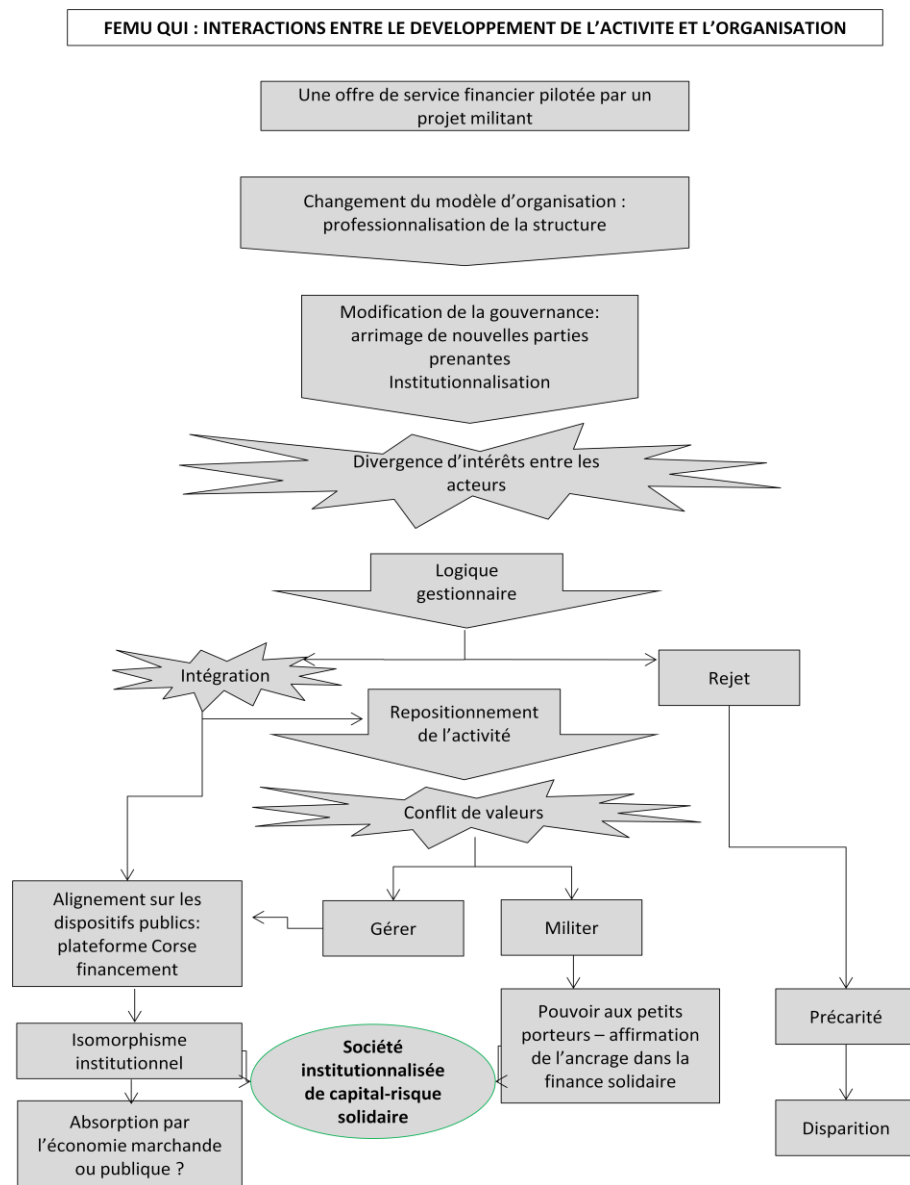 FEMU QUI : INTERACTIONS ENTRE LE DEVELOPPEMENT DE L’ACTIVITE ET L’ORGANISATION
Une offre de service financier pilotée par un
projet militant
Changement du modèle d’organisation :
professionnalisation de la structure
Modification de la gouvernance:
arrimage de nouvelles parties
prenantes
Institutionnalisation
Divergence d’intérêts entre les
acteurs
Logique
gestionnaire
Intégration
Rejet
Repositionnement
de l’activité
Conflit de valeurs
Alignement sur les
dispositifs publics:
plateforme Corse
financement
Gérer
Militer
Isomorphisme
institutionnel
Société
institutionnalisée
de capital-risque
solidaire
Pouvoir aux petits
porteurs – affirmation
de l’ancrage dans la
finance solidaire
Précarité
Absorption par
l’économie marchande
ou publique ?
Disparition